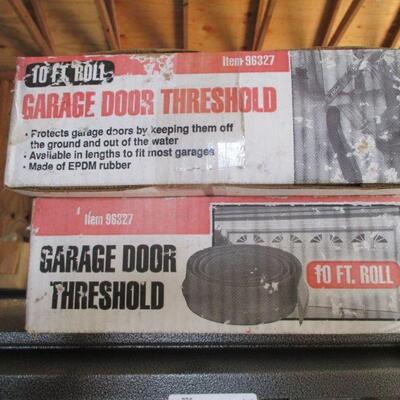 10 FT. ROLL
Item 96327
GARAGE DOOR THRESHOLD
• Protects garage doors by keeping them off
the ground and out of the water
• Available in lengths to fit most garages
• Made of EPDM rubber
Item 96327
GARAGE DOOR
THRESHOLD
10 FT. ROLL